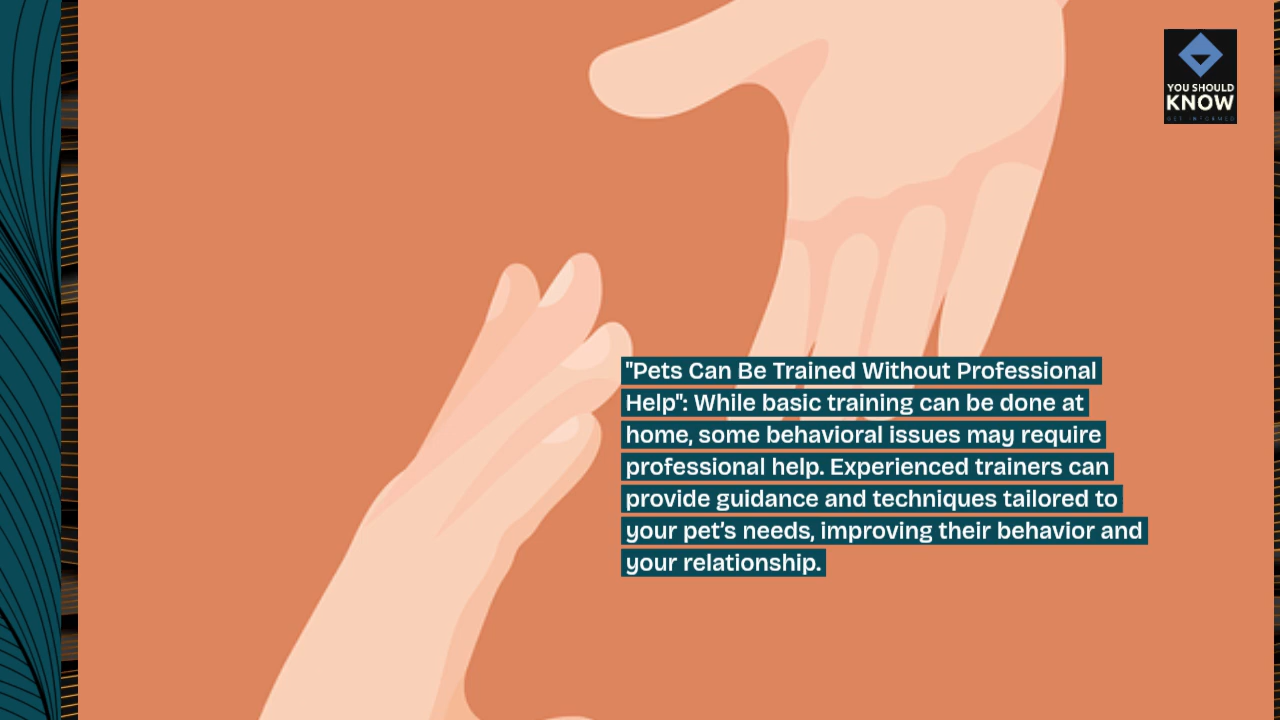 YOU SHOULD
KNOW
GET INFORMED
"Pets Can Be Trained Without Professional
Help": While basic training can be done at
home, some behavioral issues may require
professional help. Experienced trainers can
provide guidance and techniques tailored to
your pet’s needs, improving their behavior and
your relationship.